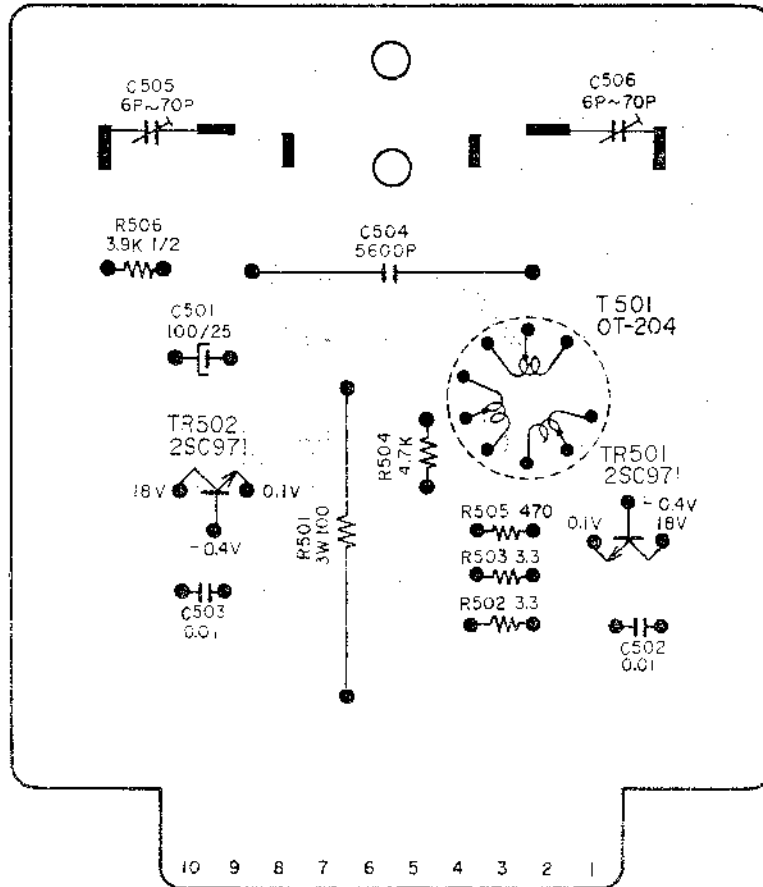 C505
6P~70P
C506
6P~70P
R506
3.9K 1/2
C504
5600P
C501
100/25
T501
OT-204
TR502
2SC971
18V
0.1V
-0.4V
R501
3W100
R504
4.7K
TR501
2SC971
-0.4V
0.1V
18V
R505 470
R503 3.3
R502 3.3
C503
0.01
C502
0.01
10 9 8 7 6 5 4 3 2 1